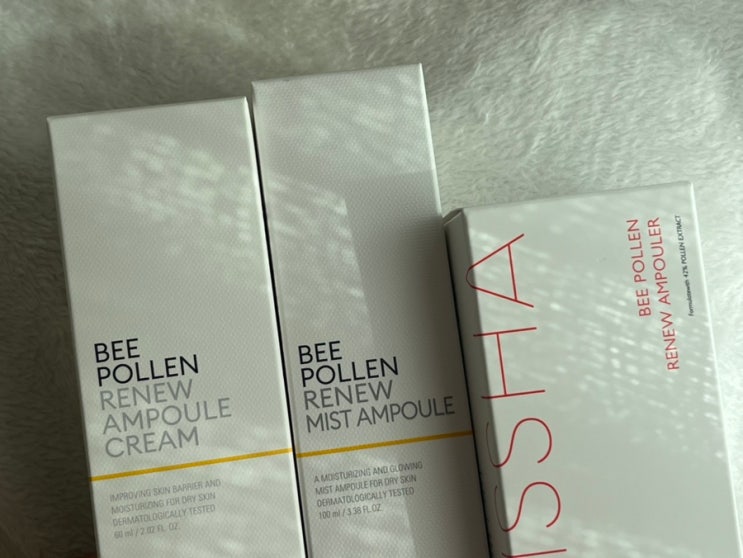 BEE
POLLEN
RENEW
AMPOULE
CREAM
IMPROVING SKIN BARRIER AND
MOISTURIZING FOR DRY SKIN
DERMATOLOGICALLY TESTED
60 ml / 2.02 FL. OZ.
BEE
POLLEN
RENEW
MIST AMPOULE
A MOISTURIZING AND GLOWING
MIST AMPOULE FOR DRY SKIN
DERMATOLOGICALLY TESTED
100 ml / 3.38 FL.OZ
ISSHA
BEE POLLEN
RENEW AMPOULER
Formulated with 42% POLLEN EXTRACT